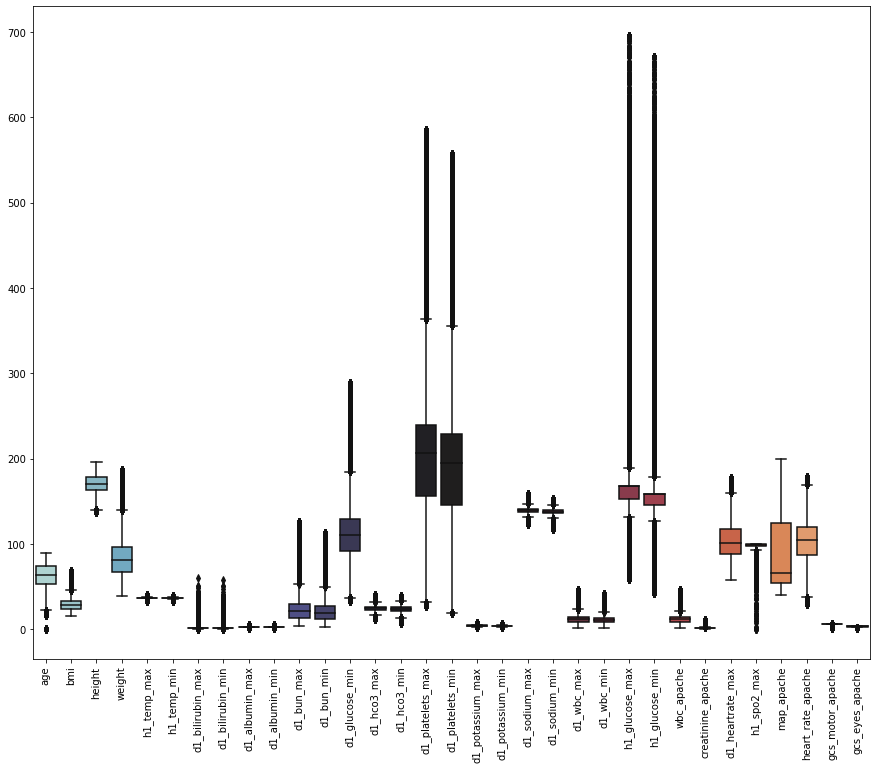 700
600
500
400
300
200
100
0
age
bmi
height
weight
h1_temp_max
h1_temp_min
d1_bilirubin_max
d1_bilirubin_min
d1_albumin_max
d1_albumin_min
d1_bun_max
d1_bun_min
d1_glucose_min
d1_hco3_max
d1_hco3_min
d1_platelets_max
d1_platelets_min
d1_potassium_max
d1_potassium_min
d1_sodium_max
d1_sodium_min
d1_wbc_max
d1_wbc_min
h1_glucose_max
h1_glucose_min
wbc_apache
creatinine_apache
d1_heartrate_max
h1_spo2_max
map_apache
heart_rate_apache
gcs_motor_apache
gcs_eyes_apache